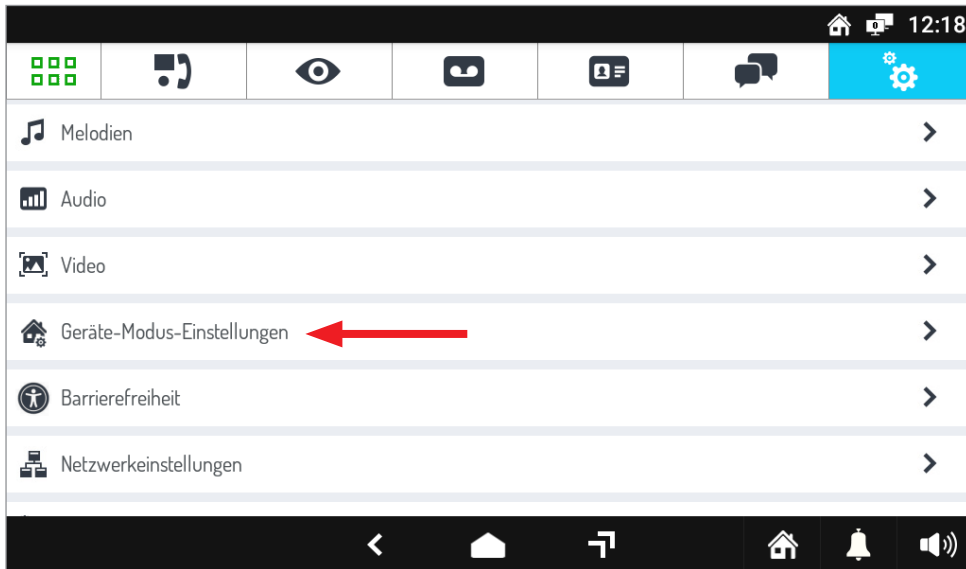 12:18
Melodien
Audio
Video
Geräte-Modus-Einstellungen
Barrierefreiheit
Netzwerkeinstellungen